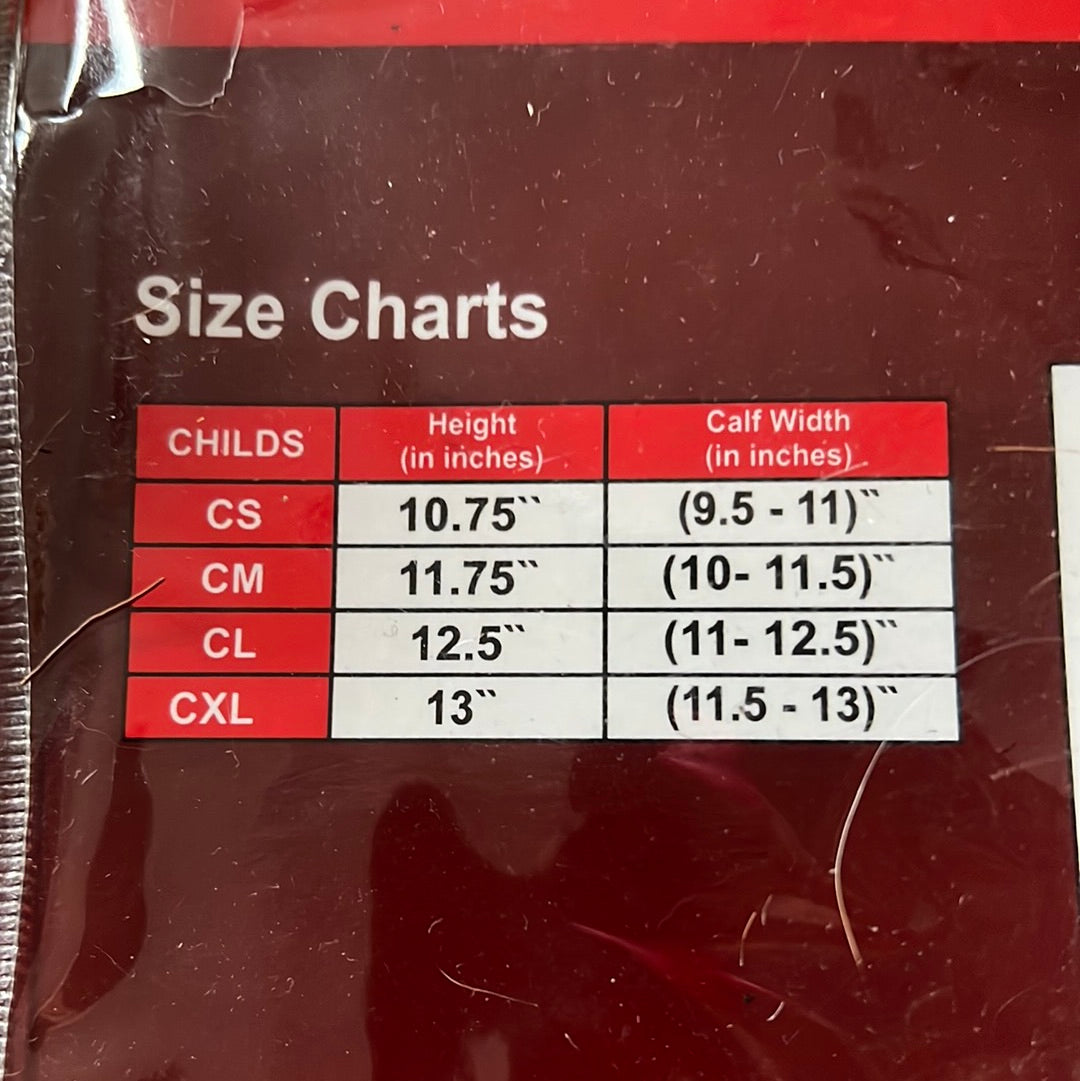 Size Charts
CHILDS Height (in inches) Calf Width (in inches)
CS 10.75`` (9.5 - 11)``
CM 11.75`` (10- 11.5)``
CL 12.5`` (11- 12.5)``
CXL 13`` (11.5 - 13)``